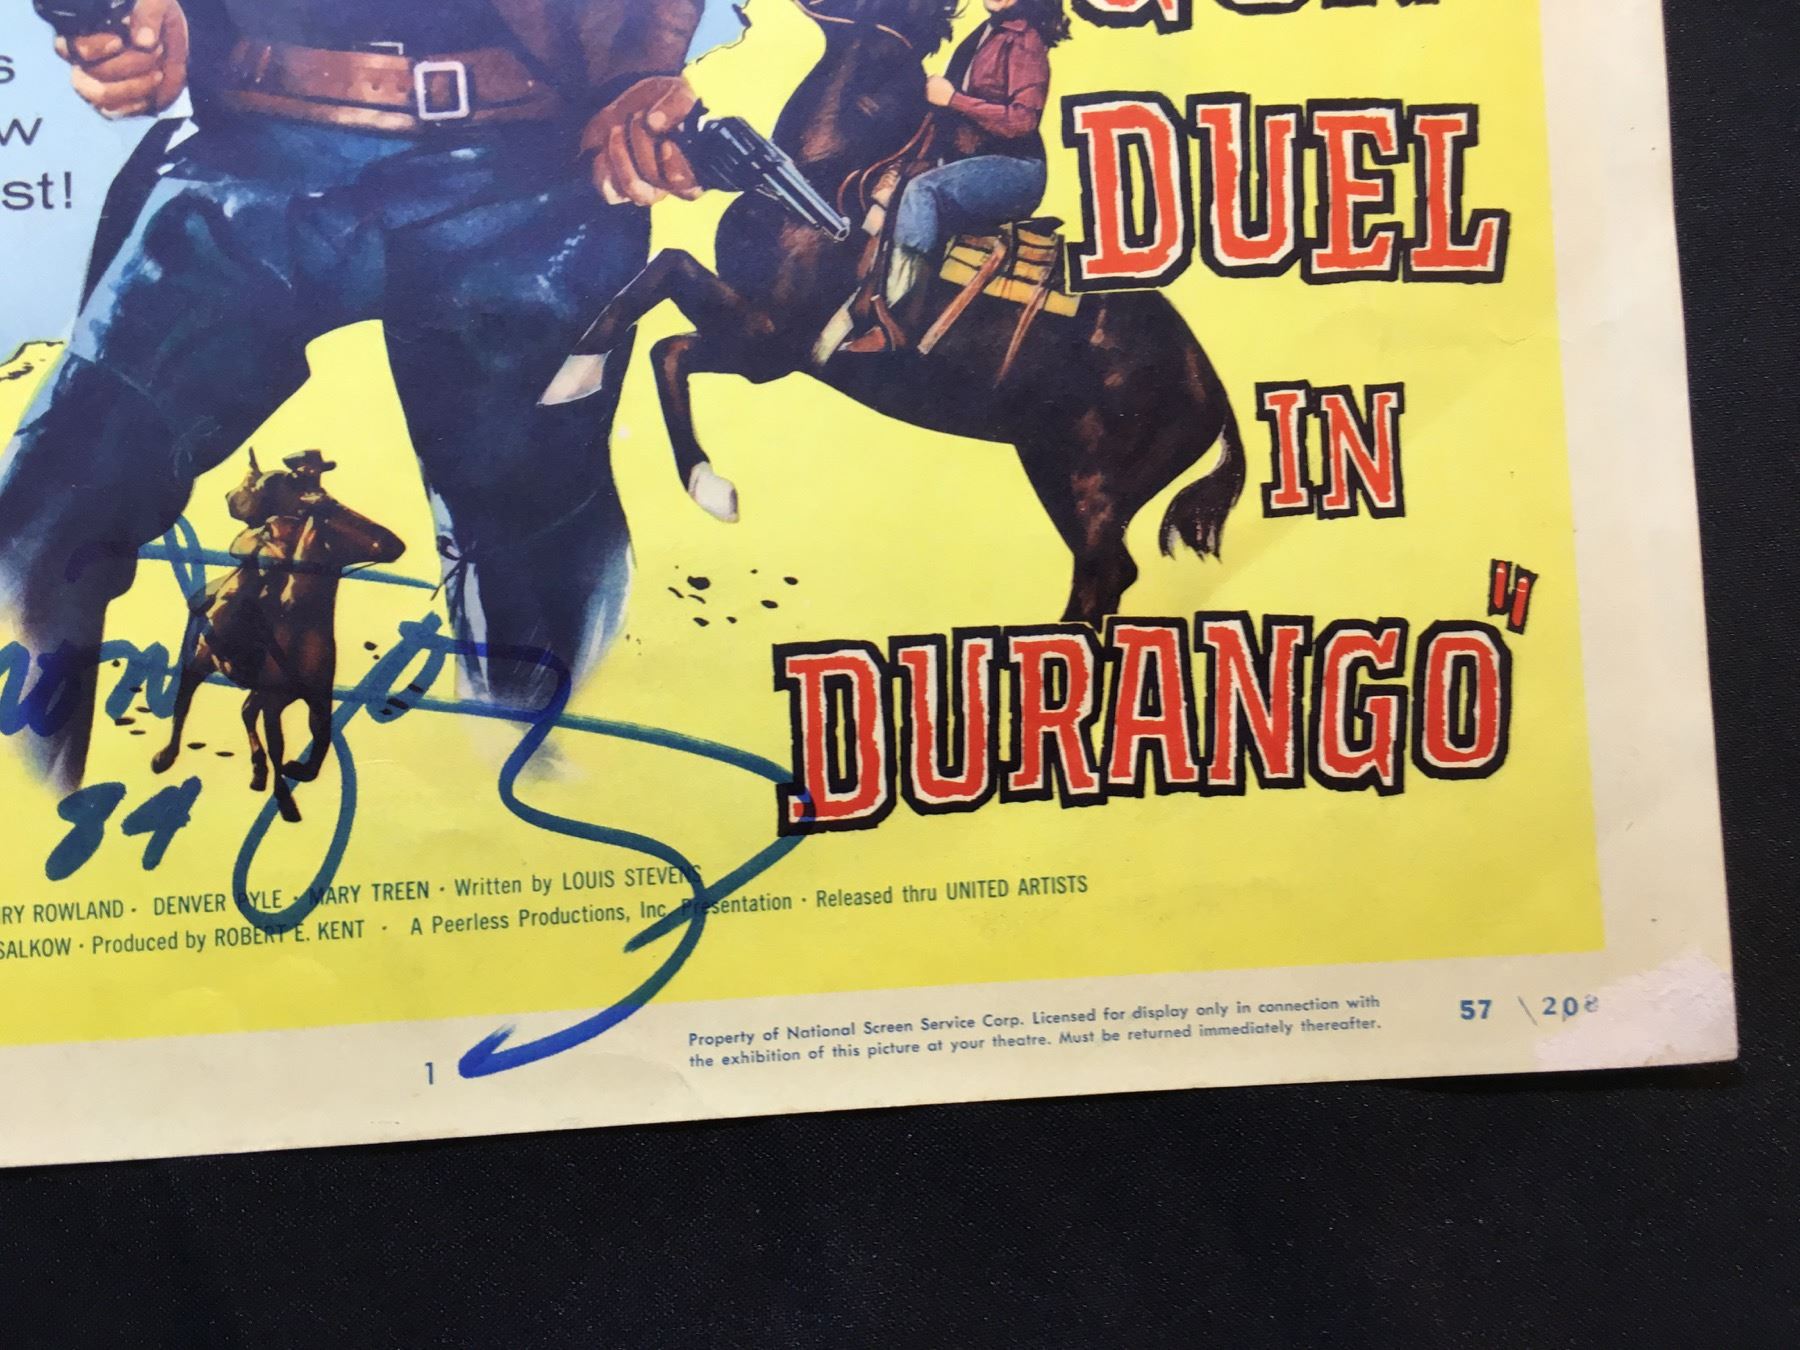 DUEL
IN
DURANGO"
s
w
st!
84
RY ROWLAND · DENVER PYLE · MARY TREEN · Written by LOUIS STEVENS
SALKOW · Produced by ROBERT E. KENT · A Peerless Productions, Inc. Presentation · Released thru UNITED ARTISTS
Property of National Screen Service Corp. Licensed for display only in connection with
the exhibition of this picture at your theatre. Must be returned immediately thereafter.
57 \208
1